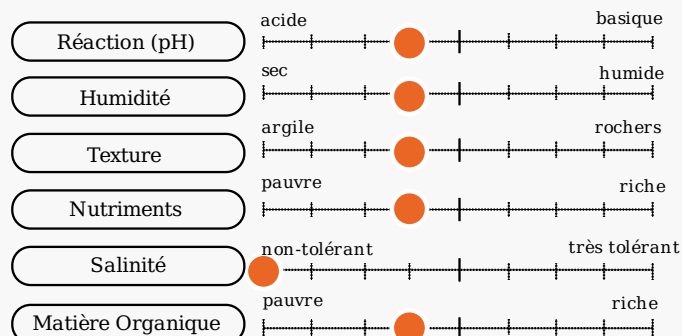 acide basique
Réaction (pH)
sec humide
Humidité
argile rochers
Texture
pauvre riche
Nutriments
non-tolérant très tolérant
Salinité
pauvre riche
Matière Organique